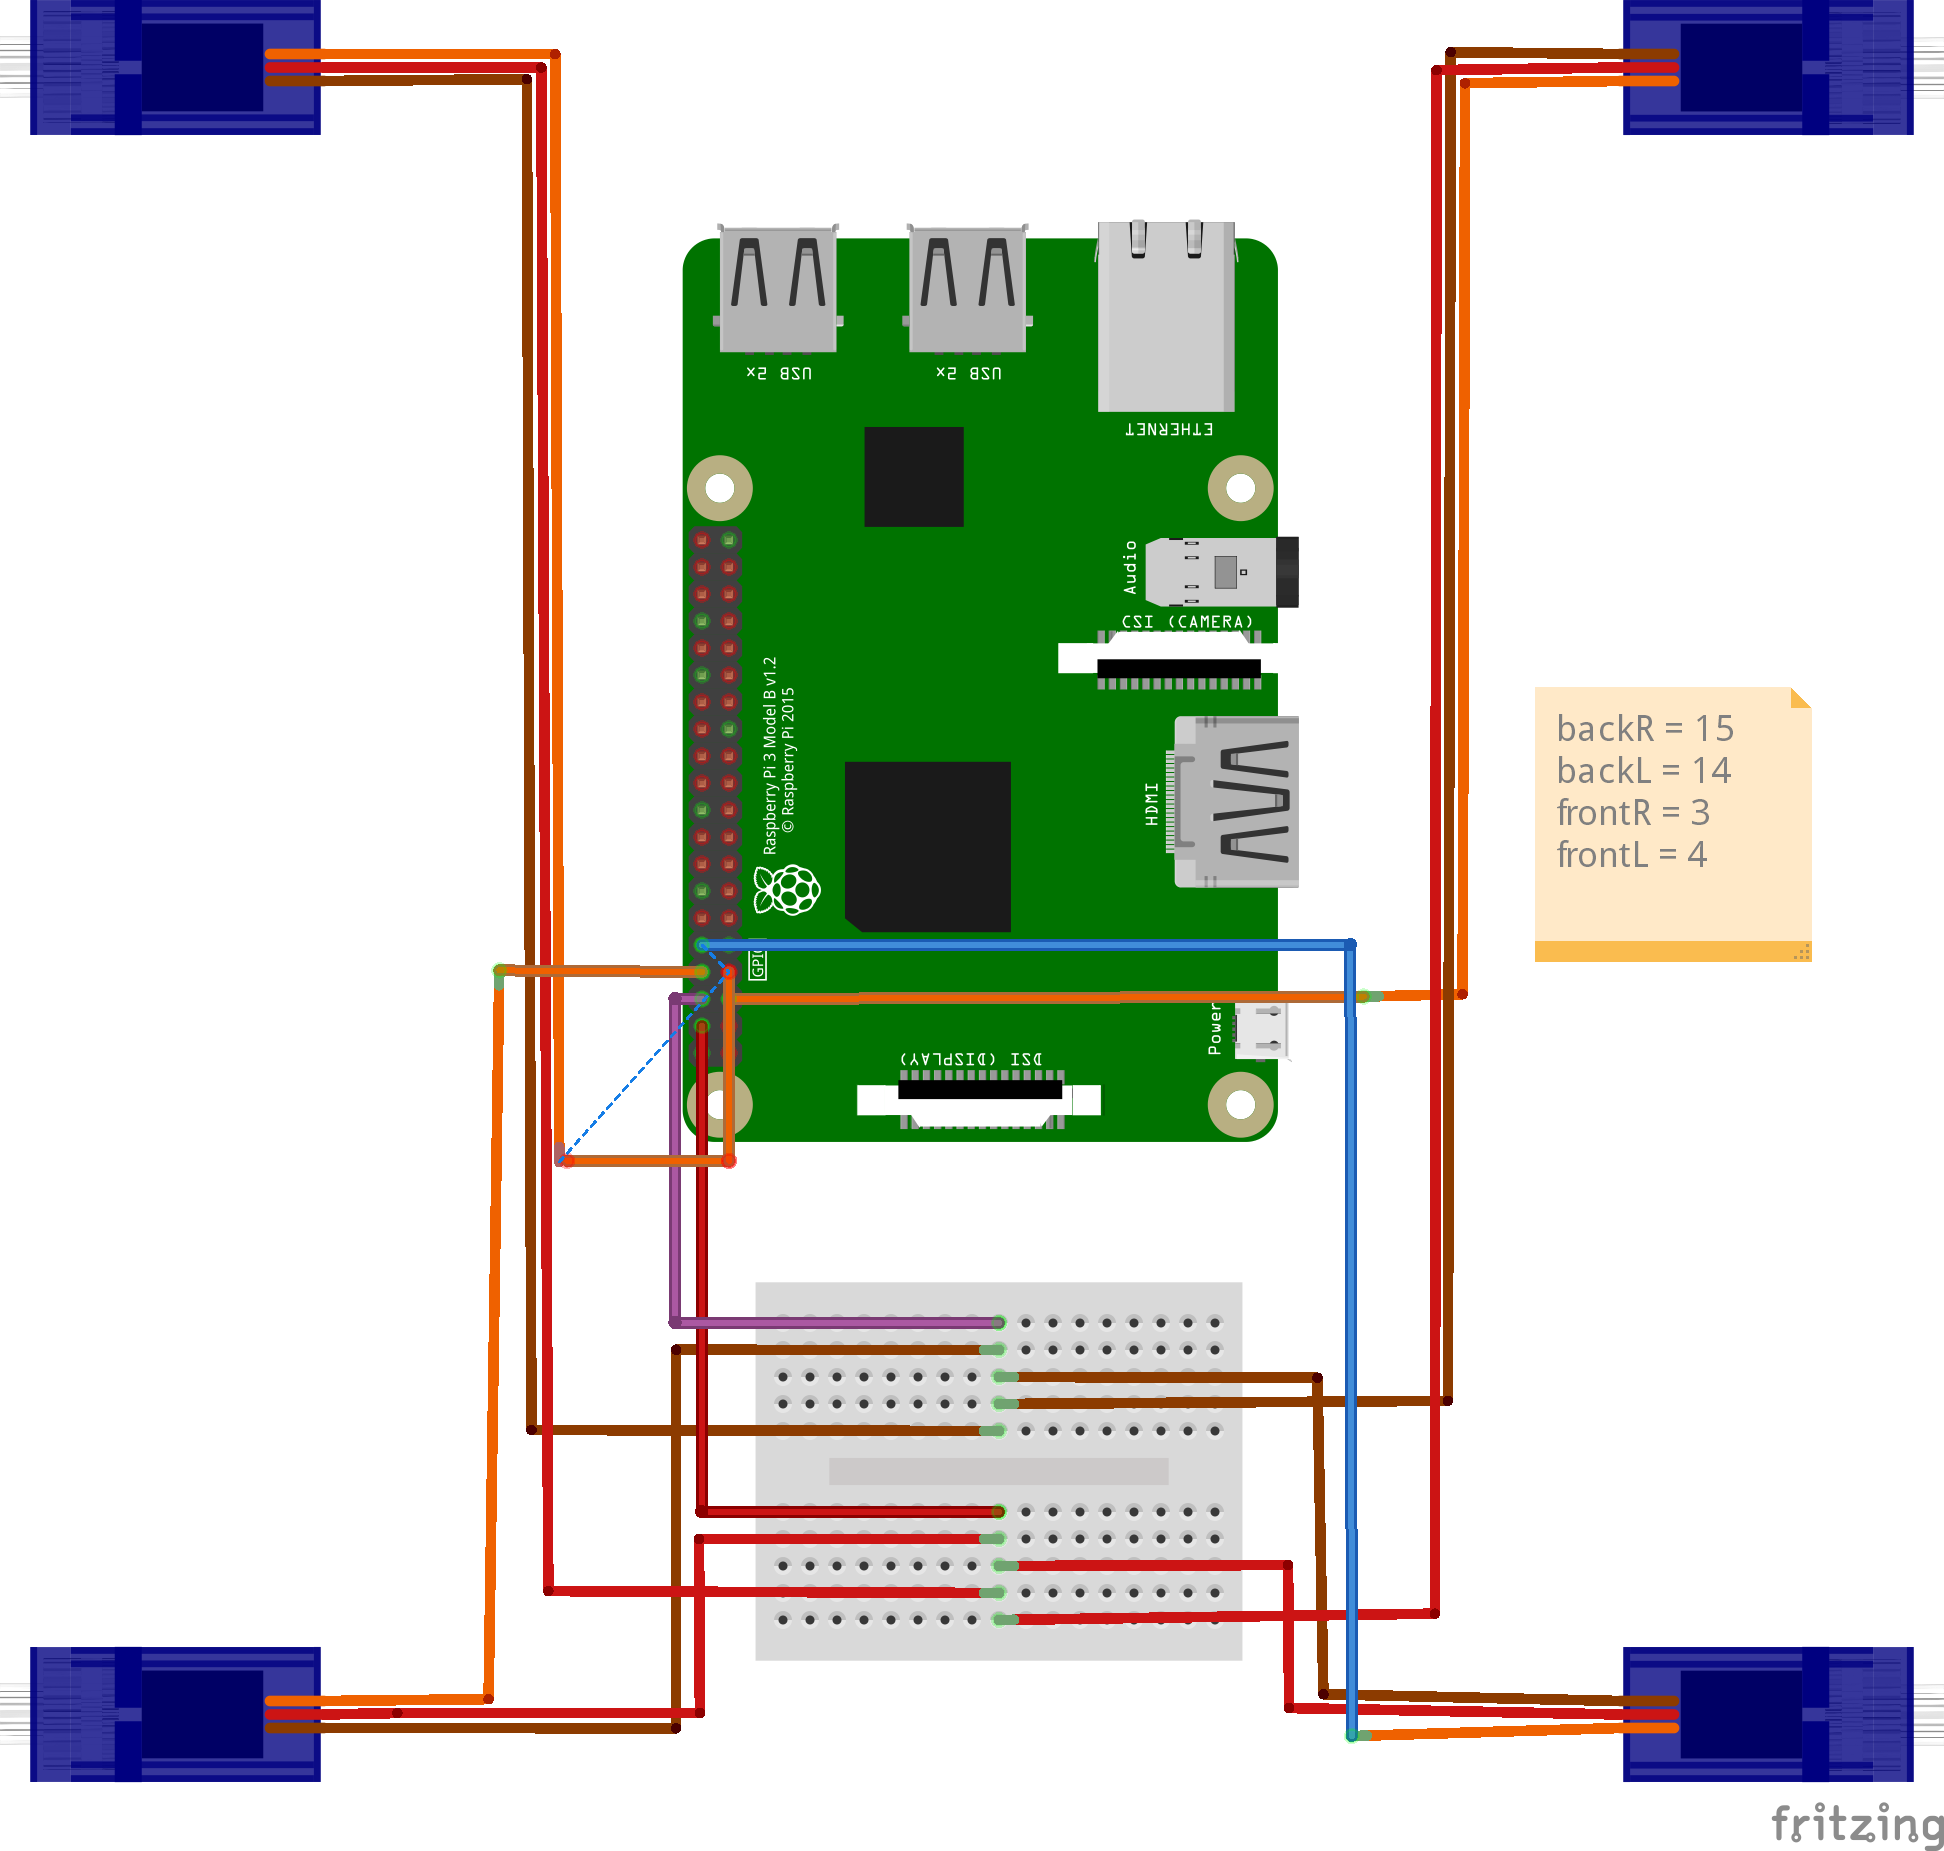 USB 2x
USB 2x
ETHERNET
Audio
CSI (CAMERA)
Raspberry Pi 3 Model B v1.2
© Raspberry Pi 2015
HDMI
backR = 15
backL = 14
frontR = 3
frontL = 4
Power
DSI (DISPLAY)
fritzing